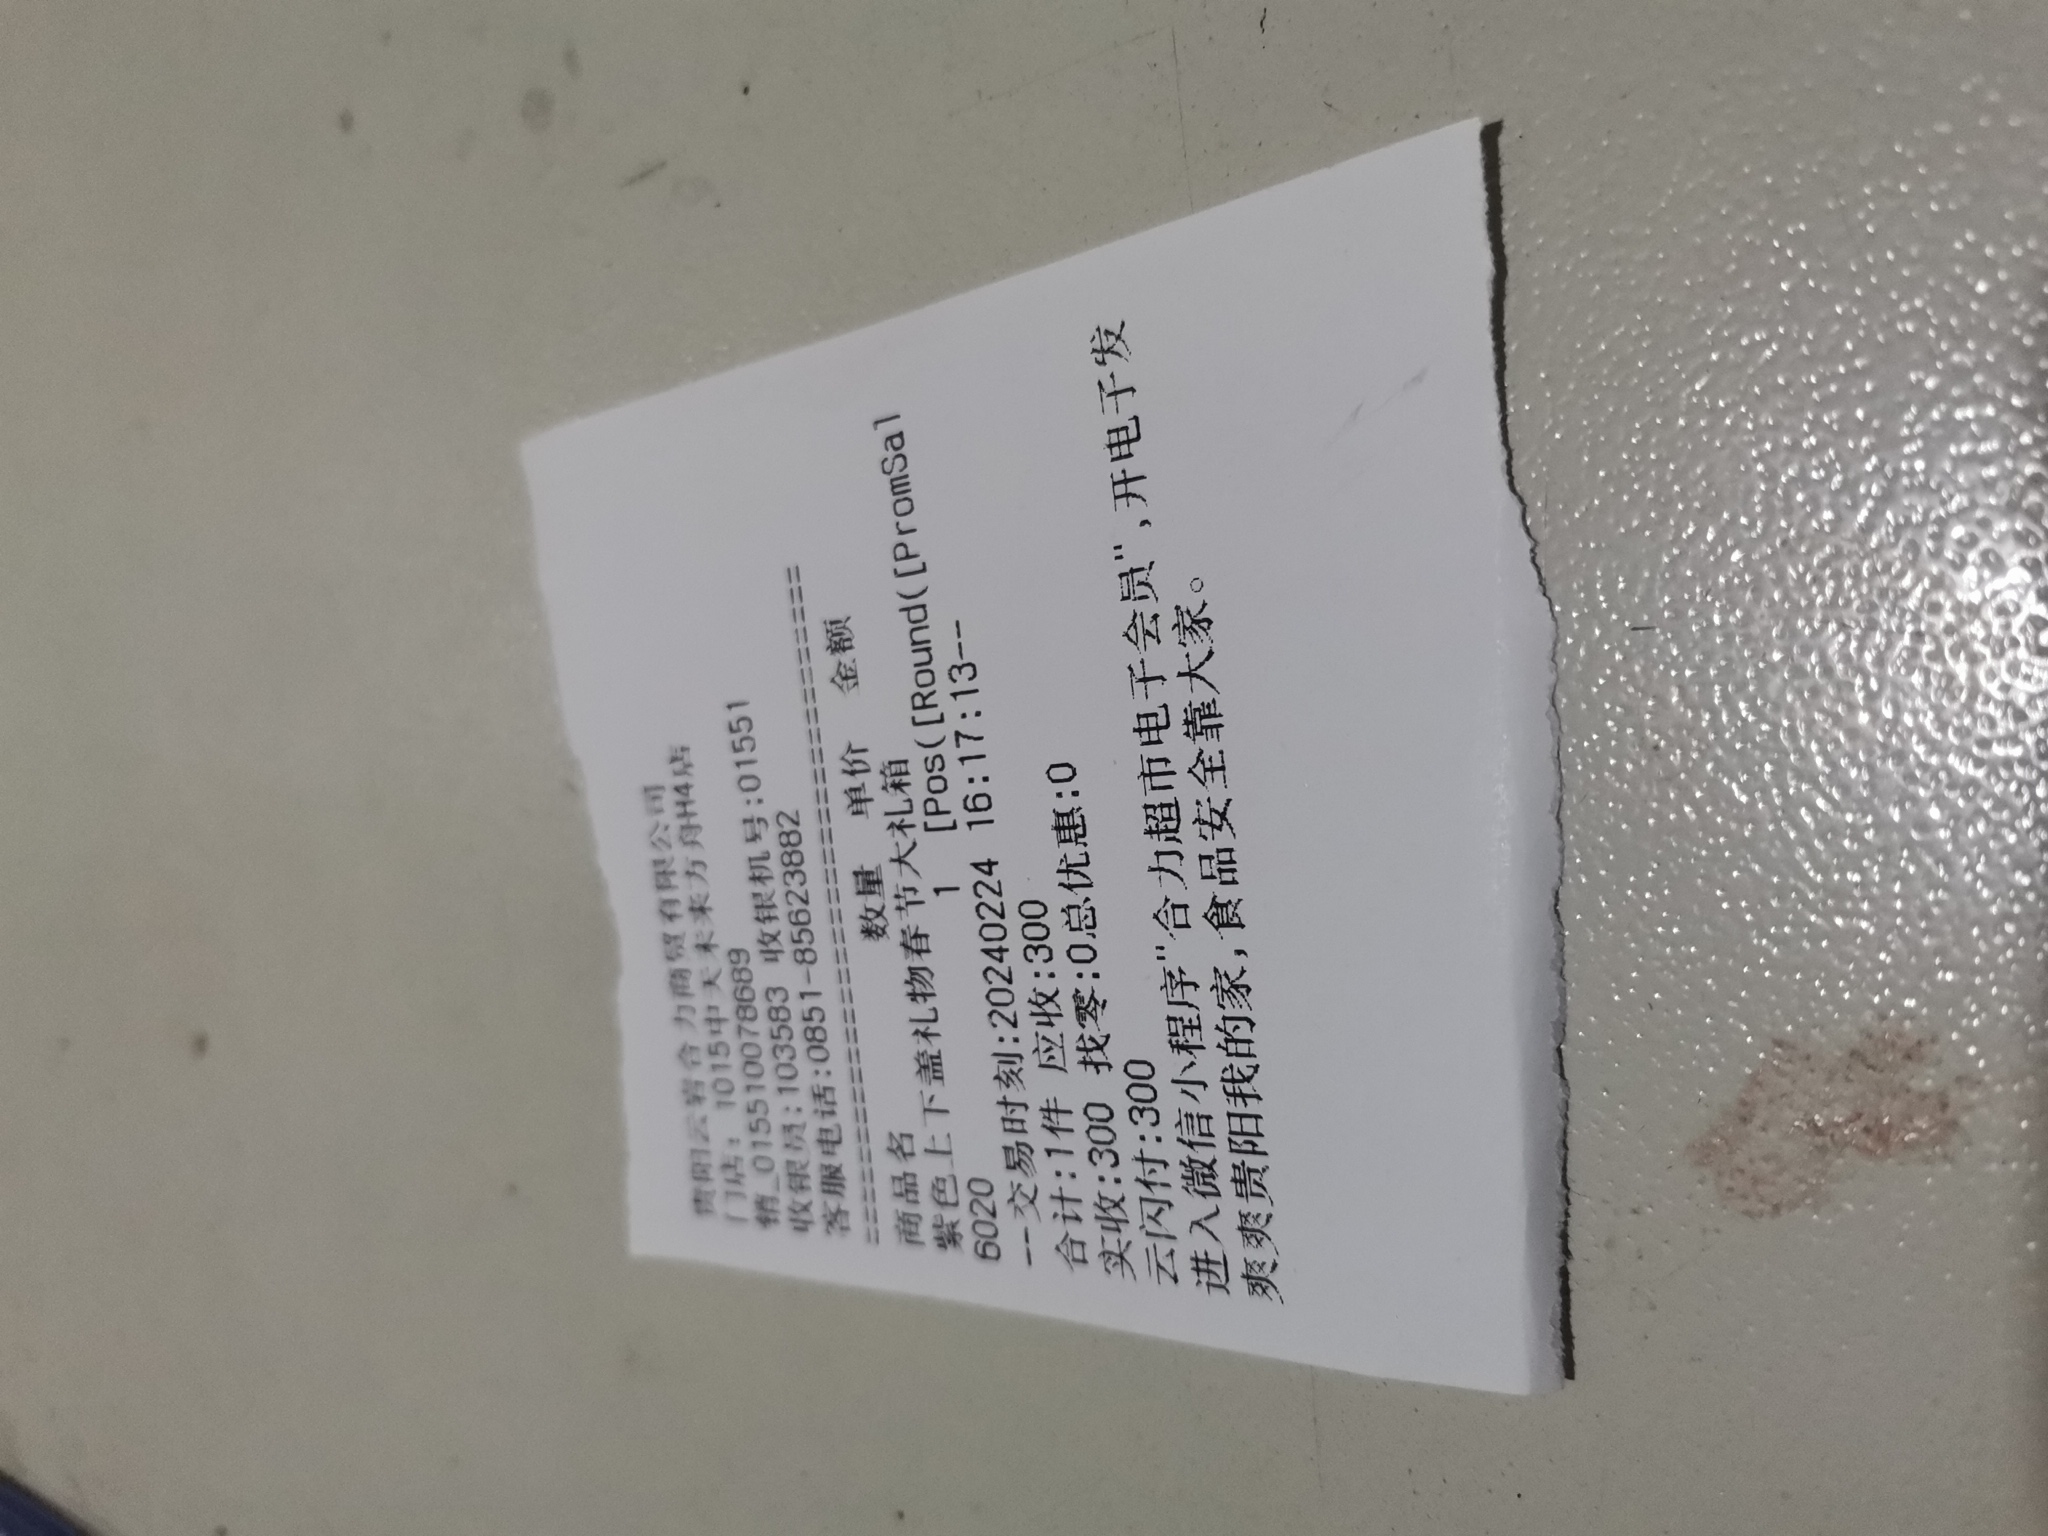 贵阳云岩合力商贸有限公司
门店: 1015中天未来方舟H4店
销_01551007868​9
收银员:103583 收银机号:01551
客服电话:0851-85623882
==================================
商品名 数量 单价 金额
紫色上下盖礼物春节大礼箱
6020 1 [Pos([Round([PromSal
--交易时刻:20240224 16:17:13--
合计:1件 应收:300
实收:300 找零:0总优惠:0
云闪付:300
进入微信小程序"合力超市电子会员",开电子发
爽爽贵阳我的家,食品安全靠大家。